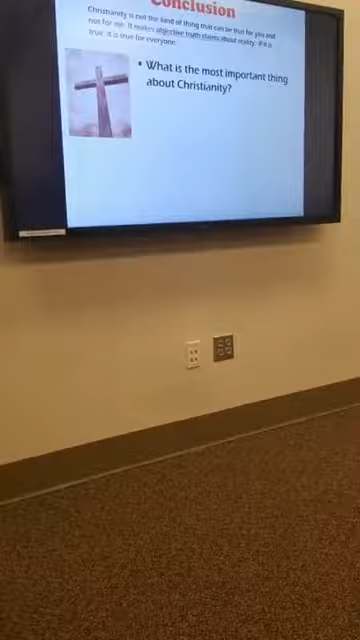 Conclusion
Christianity is not the kind of thing that can be true for you and
not for me. It makes objective truth claims about reality. If it is
true, it is true for everyone.
• What is the most important thing
about Christianity?